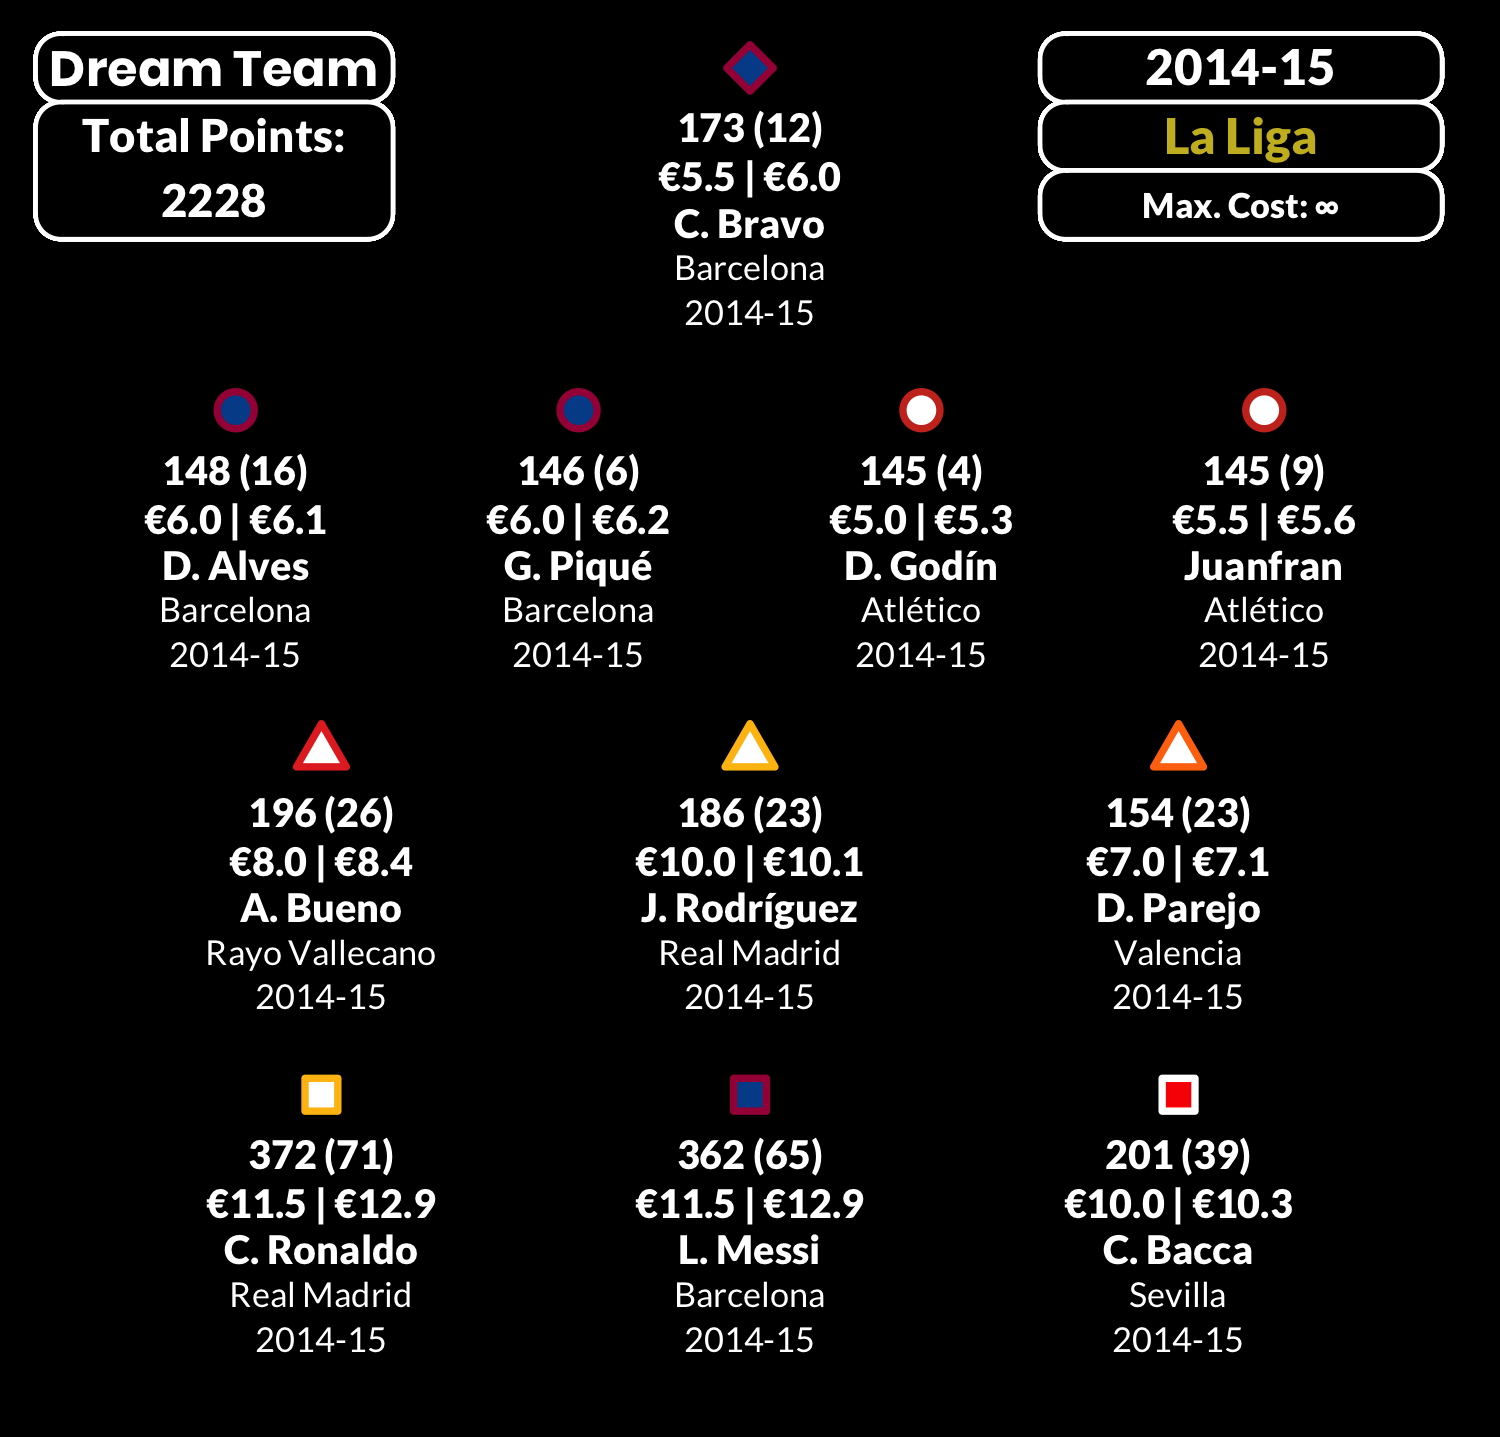 Dream Team
Total Points:
2228
2014-15
La Liga
Max. Cost: ∞
173 (12)
€5.5 | €6.0
C. Bravo
Barcelona
2014-15
148 (16)
€6.0 | €6.1
D. Alves
Barcelona
2014-15
146 (6)
€6.0 | €6.2
G. Piqué
Barcelona
2014-15
145 (4)
€5.0 | €5.3
D. Godín
Atlético
2014-15
145 (9)
€5.5 | €5.6
Juanfran
Atlético
2014-15
196 (26)
€8.0 | €8.4
A. Bueno
Rayo Vallecano
2014-15
186 (23)
€10.0 | €10.1
J. Rodríguez
Real Madrid
2014-15
154 (23)
€7.0 | €7.1
D. Parejo
Valencia
2014-15
372 (71)
€11.5 | €12.9
C. Ronaldo
Real Madrid
2014-15
362 (65)
€11.5 | €12.9
L. Messi
Barcelona
2014-15
201 (39)
€10.0 | €10.3
C. Bacca
Sevilla
2014-15